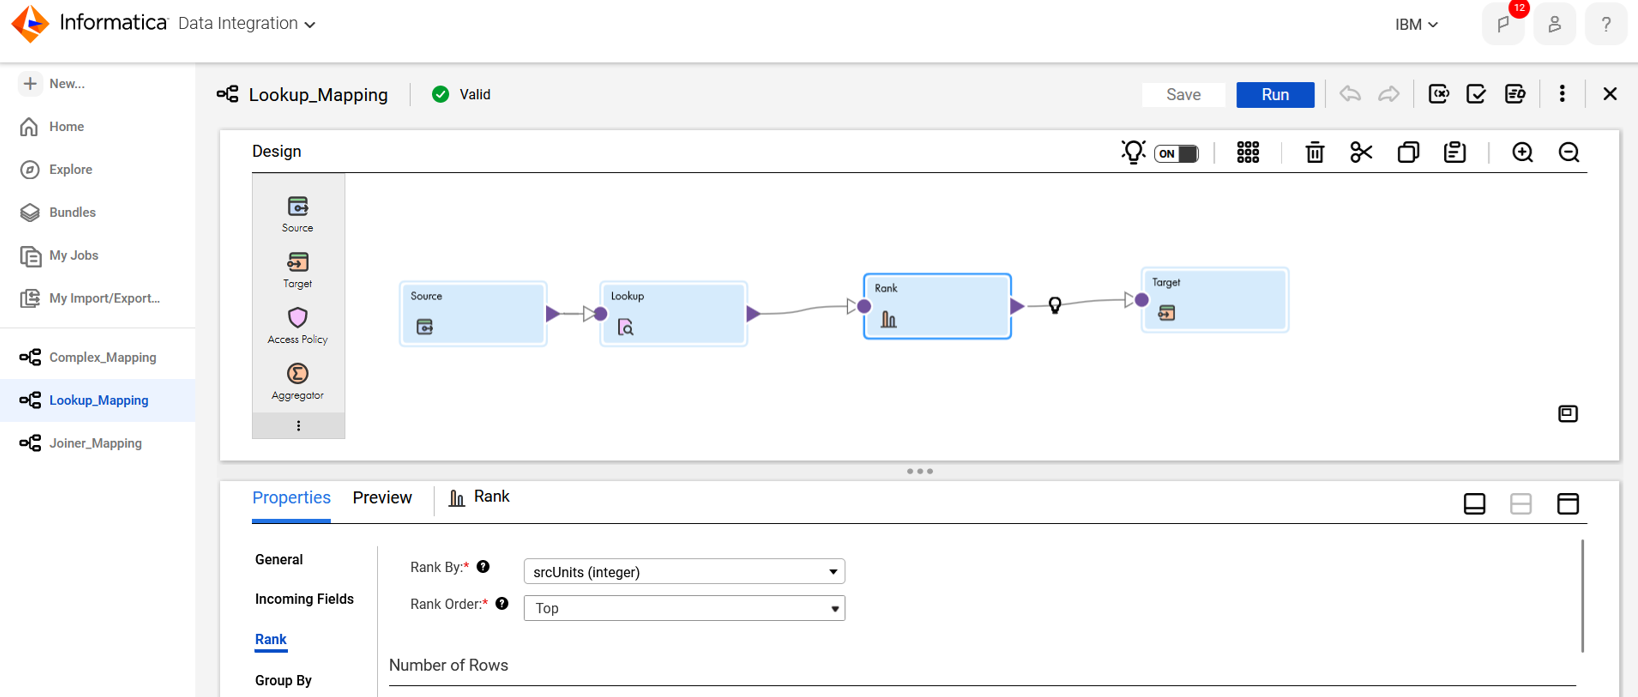 Informatica Data Integration
IBM
12
?
New...
Home
Explore
Bundles
My Jobs
My Import/Export...
Complex_Mapping
Lookup_Mapping
Joiner_Mapping
Lookup_Mapping
Valid
Save
Run
Design
ON
Source
Target
Access Policy
Aggregator
Source
Lookup
Rank
Target
Properties
Preview
Rank
General
Incoming Fields
Rank
Group By
Rank By:* ?
srcUnits (integer)
Rank Order:* ?
Top
Number of Rows